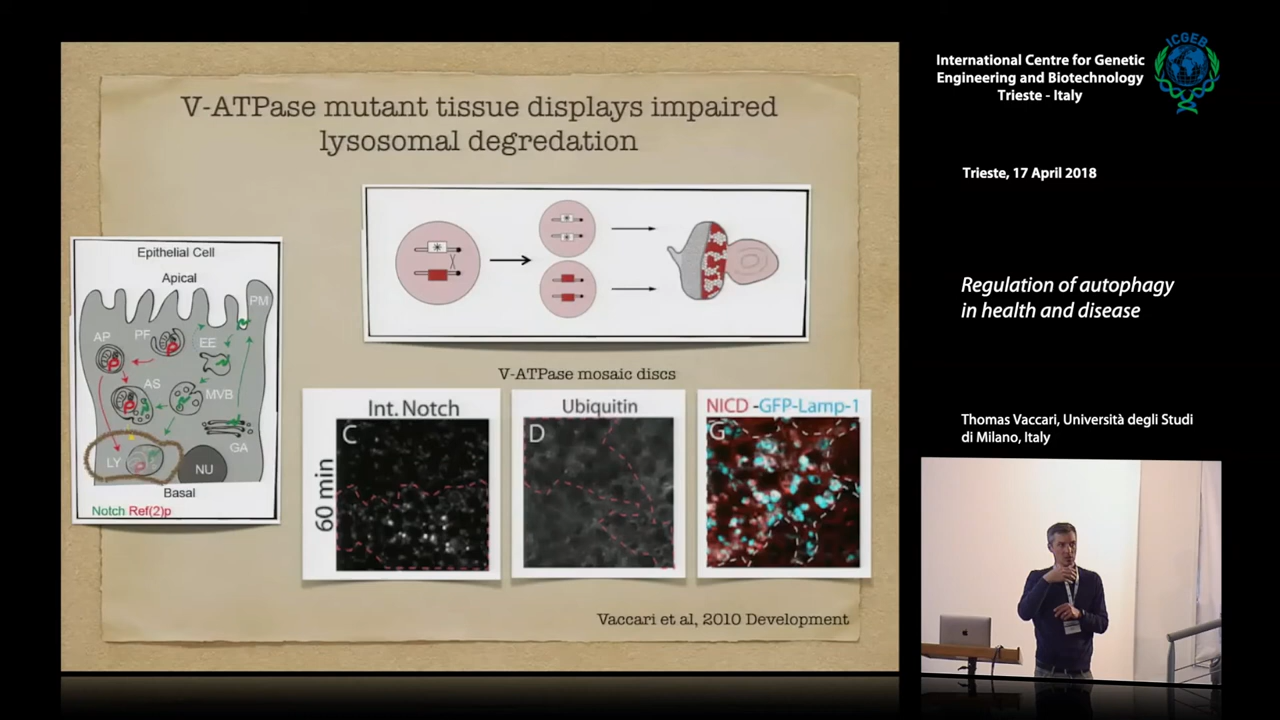 V-ATPase mutant tissue displays impaired
lysosomal degredation
Epithelial Cell
Apical
PM
AP
PF
EE
AS
MVB
GA
LY
NU
Basal
Notch Ref(2)p
V-ATPase mosaic discs
Int. Notch
C
60 min
Ubiquitin
D
NICD -GFP-Lamp-1
G
Vaccari et al, 2010 Development
ICGEB
International Centre for Genetic
Engineering and Biotechnology
Trieste - Italy
Trieste, 17 April 2018
Regulation of autophagy
in health and disease
Thomas Vaccari, Università degli Studi
di Milano, Italy